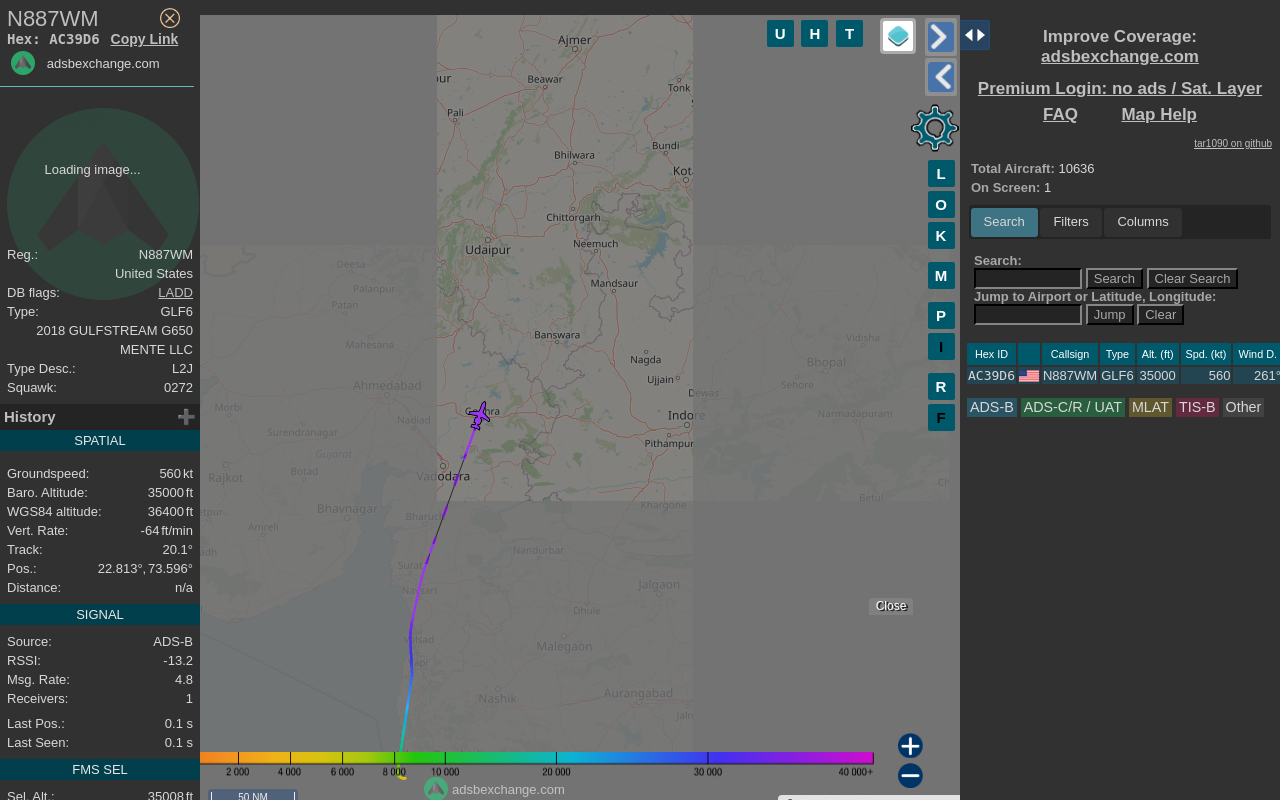 N887WM
Hex: AC39D6 Copy Link
adsbexchange.com
Loading image...
Reg.: N887WM
United States
DB flags: LADD
Type: GLF6
2018 GULFSTREAM G650
MENTE LLC
Type Desc.: L2J
Squawk: 0272
History
SPATIAL
Groundspeed: 560 kt
Baro. Altitude: 35000 ft
WGS84 altitude: 36400 ft
Vert. Rate: -64 ft/min
Track: 20.1°
Pos.: 22.813°, 73.596°
Distance: n/a
SIGNAL
Source: ADS-B
RSSI: -13.2
Msg. Rate: 4.8
Receivers: 1
Last Pos.: 0.1 s
Last Seen: 0.1 s
FMS SEL
Sel. Alt.: 35008 ft
U H T
L
O
K
M
P
I
R
F
Ajmer
Beawar
Tonk
Pali
Bundi
Bhilwara
Kot
Chittorgarh
Udaipur
Neemuch
Deesa
Palanpur
Mandsaur
Patan
Banswara
Mahesana
Vidisha
Nagda
Bhopal
Ujjain
Sehore
Ahmedabad
Dewas
Morbi
Nadiad
Indore
Narmadapuram
Surendranagar
Pithampur
Gujarat
Botad
Rajkot
Vadodara
Betul
Khargone
Bhavnagar
Bharuch
Amreli
Nandurbar
Surat
Jalgaon
Navsari
Dhule
Valsad
Malegaon
Nashik
Aurangabad
Close
2 000 4 000 6 000 8 000 10 000 20 000 30 000 40 000+
adsbexchange.com
50 NM
Improve Coverage:
adsbexchange.com
Premium Login: no ads / Sat. Layer
FAQ Map Help
tar1090 on github
Total Aircraft: 10636
On Screen: 1
Search Filters Columns
Search:
Search Clear Search
Jump to Airport or Latitude, Longitude:
Jump Clear
Hex ID Callsign Type Alt. (ft) Spd. (kt) Wind D.
AC39D6 N887WM GLF6 35000 560 261°
ADS-B ADS-C/R / UAT MLAT TIS-B Other